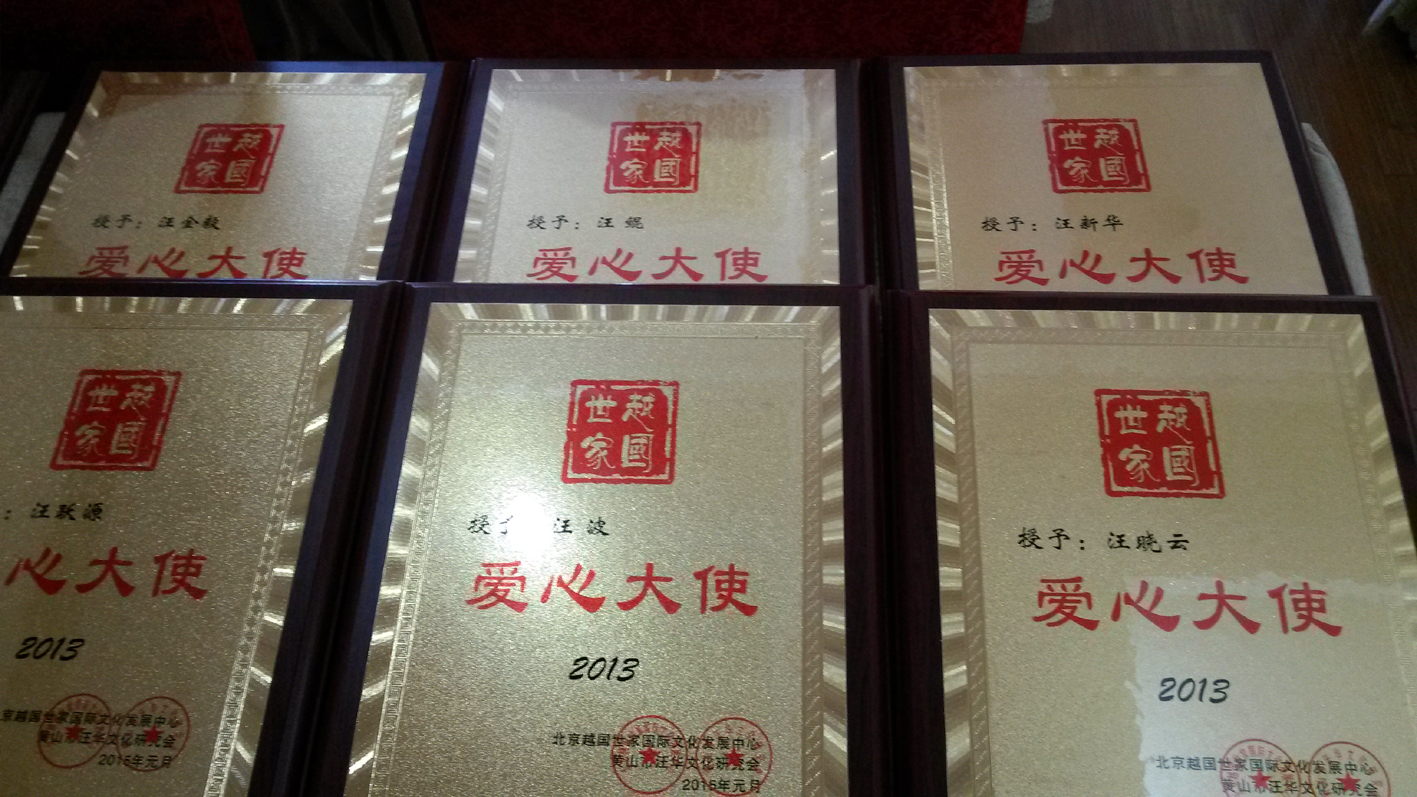 越國世家
授予：汪金毅
爱心大使
越國世家
授予：汪鲲
爱心大使
越國世家
授予：汪新华
爱心大使
越國世家
：汪跃源
心大使
2013
京越国世家国际文化发展中心
黄山市汪华文化研究会
2015年元月
越國世家
授予 汪波
爱心大使
2013
北京越国世家国际文化发展中心
黄山市汪华文化研究会
2015年元月
越國世家
授予：汪晓云
爱心大使
2013
北京越国世家国际文化发展中心
黄山市汪华文化研究会